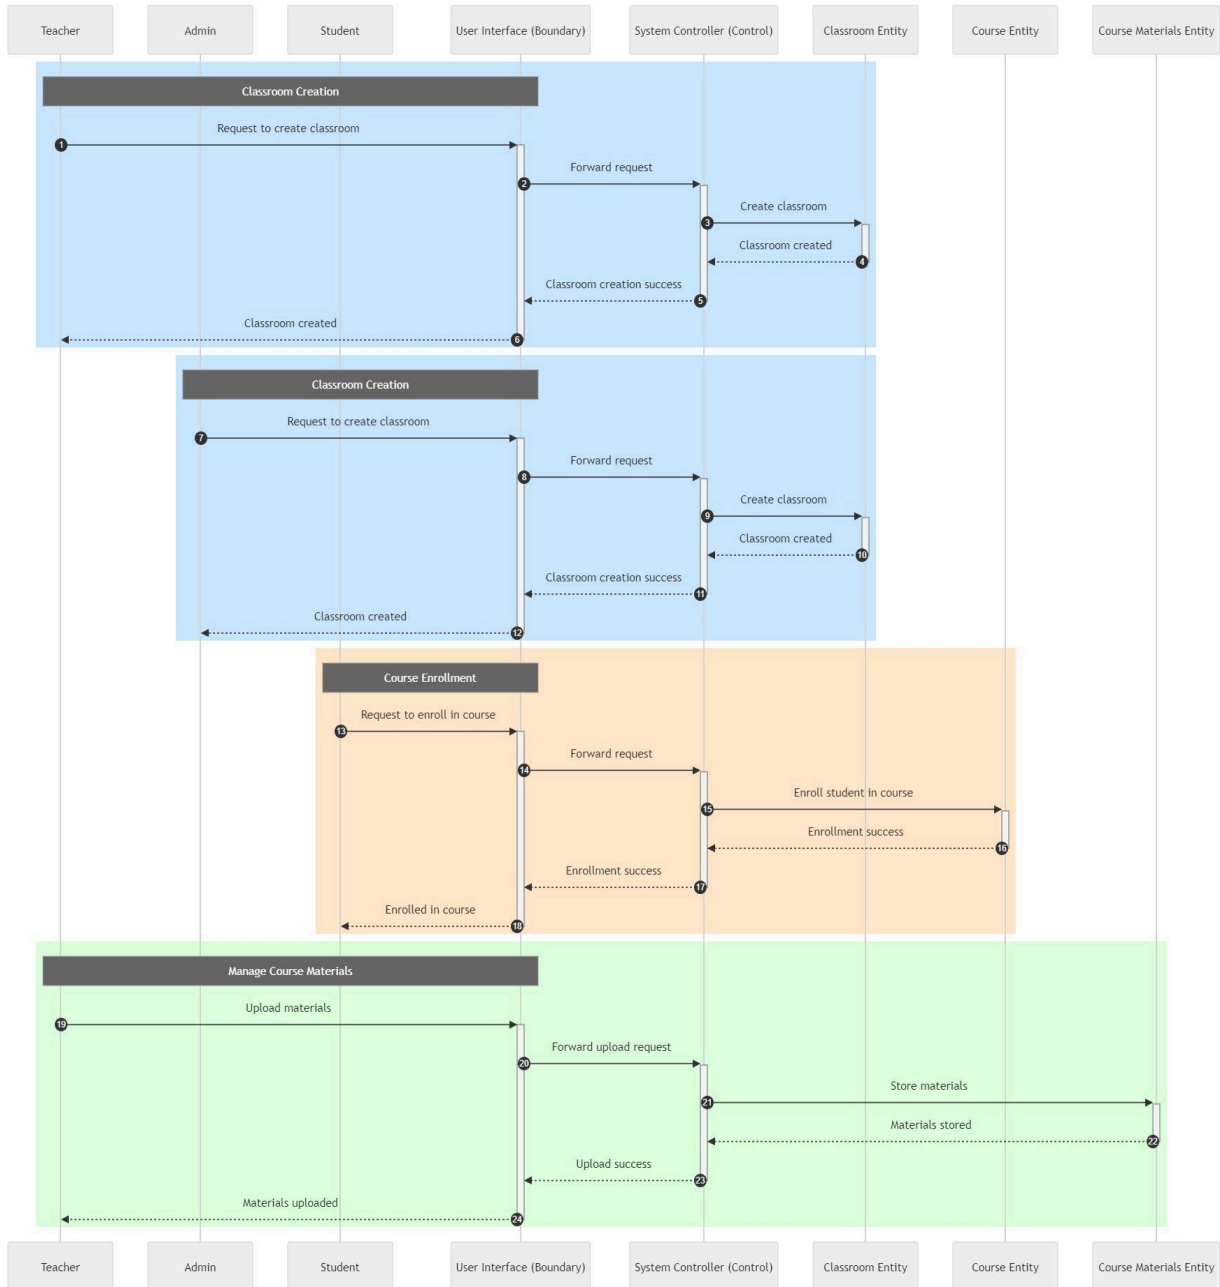 Teacher
Admin
Student
User Interface (Boundary)
System Controller (Control)
Classroom Entity
Course Entity
Course Materials Entity
Classroom Creation
Request to create classroom
1
Forward request
2
Create classroom
3
Classroom created
4
Classroom creation success
5
Classroom created
6
Classroom Creation
Request to create classroom
7
Forward request
8
Create classroom
9
Classroom created
10
Classroom creation success
11
Classroom created
12
Course Enrollment
Request to enroll in course
13
Forward request
14
Enroll student in course
15
Enrollment success
16
Enrollment success
17
Enrolled in course
18
Manage Course Materials
Upload materials
19
Forward upload request
20
Store materials
21
Materials stored
22
Upload success
23
Materials uploaded
24
Teacher
Admin
Student
User Interface (Boundary)
System Controller (Control)
Classroom Entity
Course Entity
Course Materials Entity